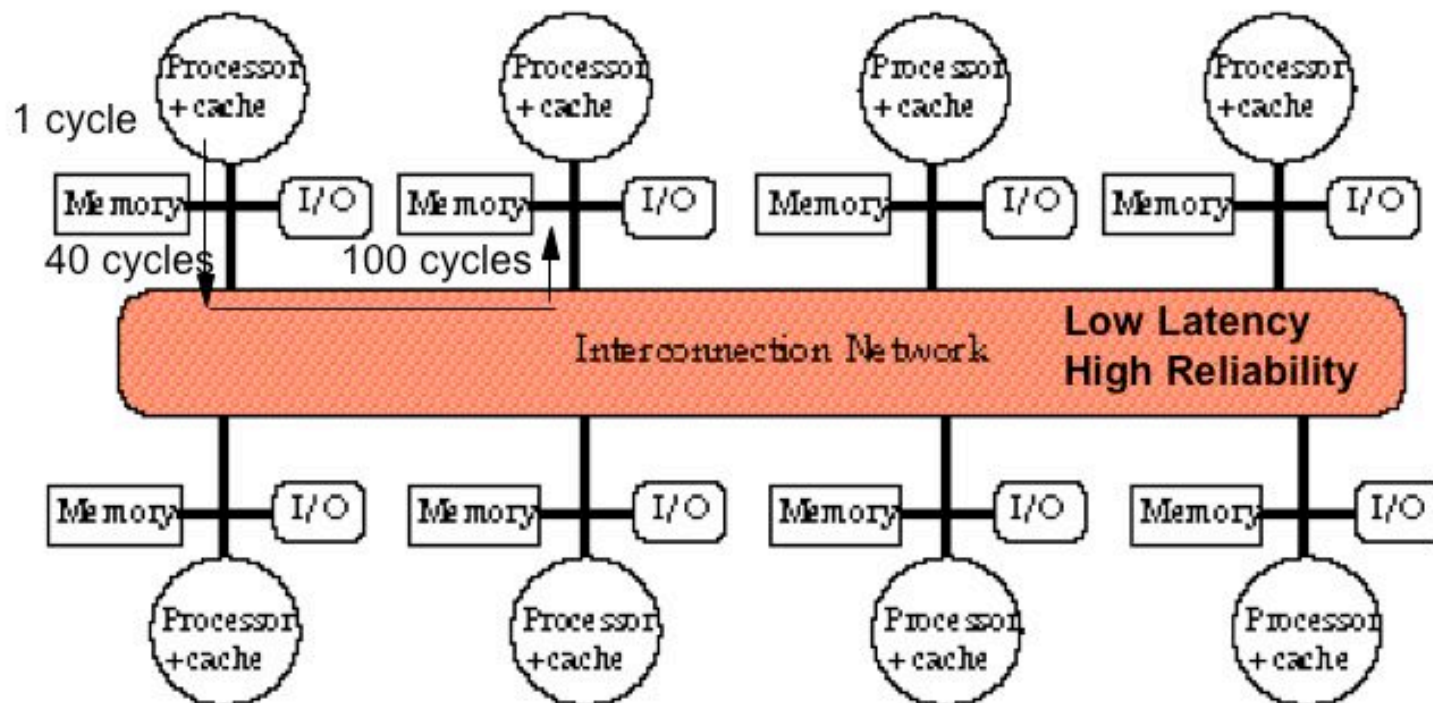 Processor
+cache
Processor
+cache
Processor
+cache
Processor
+cache
1 cycle
Memory
I/O
Memory
I/O
Memory
I/O
Memory
I/O
40 cycles
100 cycles
Interconnection Network
Low Latency
High Reliability
Memory
I/O
Memory
I/O
Memory
I/O
Memory
I/O
Processor
+cache
Processor
+cache
Processor
+cache
Processor
+cache